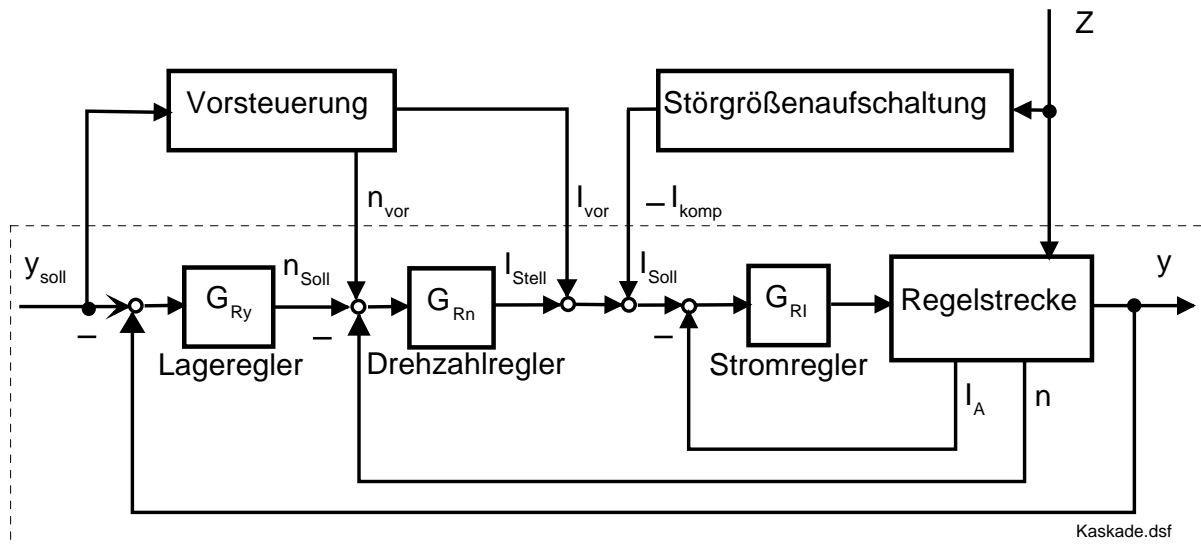 Z
Vorsteuerung
Störgrößenaufschaltung
n_vor
I_vor
– I_komp
y_soll
n_Soll
I_Stell
I_Soll
y
G_Ry
G_Rn
G_RI
Regelstrecke
–
–
–
Lageregler
Drehzahlregler
Stromregler
I_A
n
Kaskade.dsf